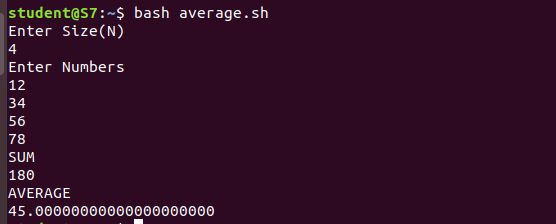 student@S7:~$ bash average.sh
Enter Size(N)
4
Enter Numbers
12
34
56
78
SUM
180
AVERAGE
45.00000000000000000000